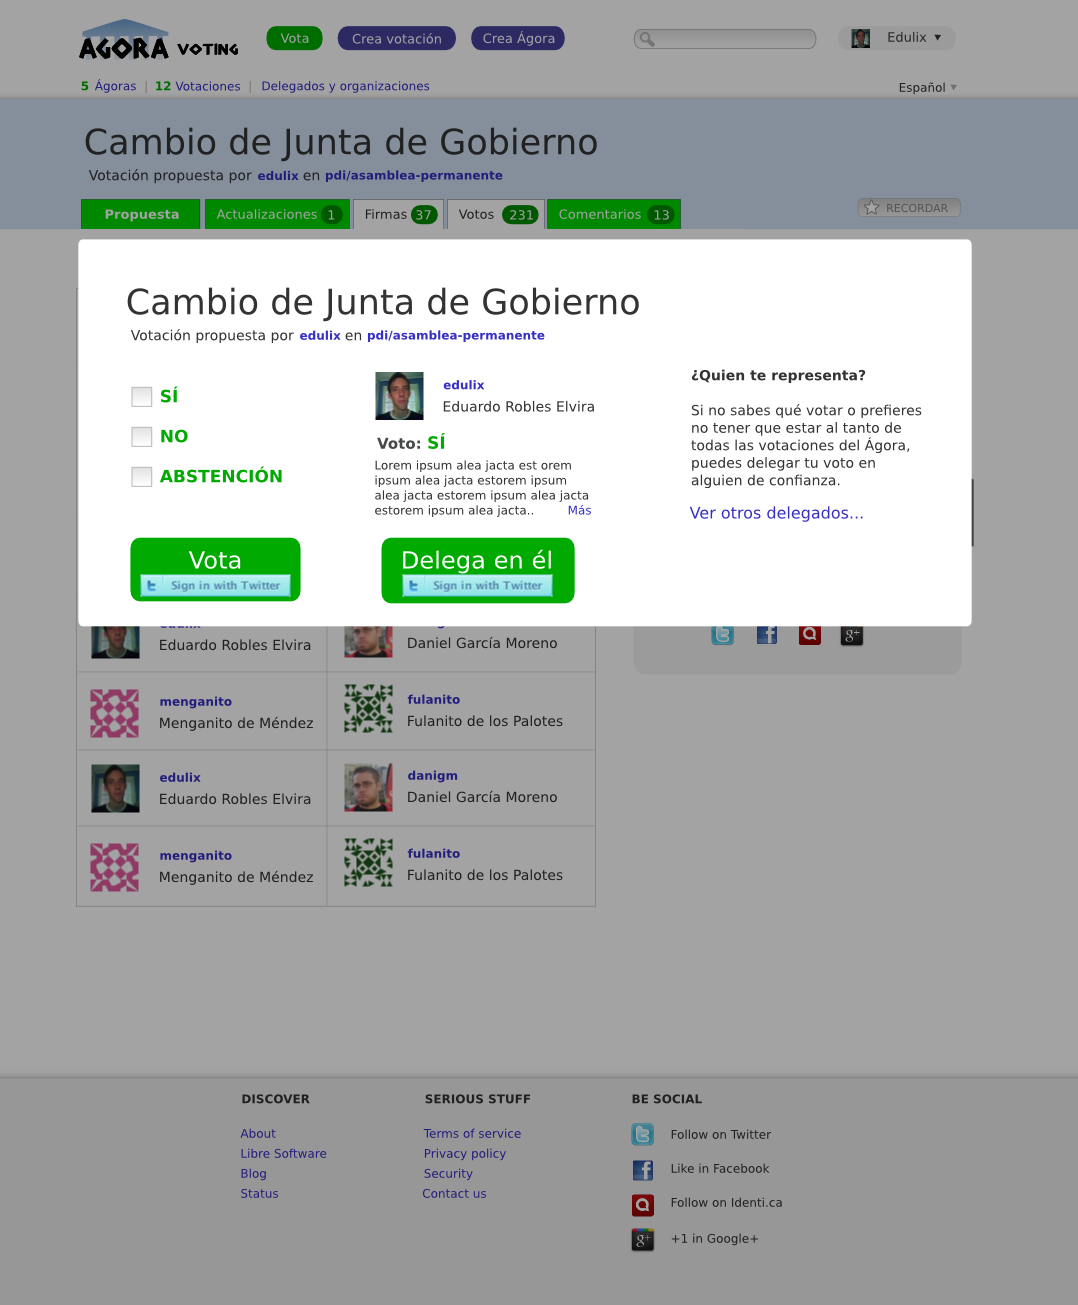 AGORA VOTING
Vota
Crea votación
Crea Ágora
Edulix ▼
5 Ágoras | 12 Votaciones | Delegados y organizaciones
Español ▼
Cambio de Junta de Gobierno
Votación propuesta por edulix en pdi/asamblea-permanente
Propuesta
Actualizaciones 1
Firmas 37
Votos 231
Comentarios 13
RECORDAR
Cambio de Junta de Gobierno
Votación propuesta por edulix en pdi/asamblea-permanente
SÍ
NO
ABSTENCIÓN
Vota
Sign in with Twitter
edulix
Eduardo Robles Elvira
Voto: SÍ
Lorem ipsum alea jacta est orem
ipsum alea jacta estorem ipsum
alea jacta estorem ipsum alea jacta
estorem ipsum alea jacta.. Más
Delega en él
Sign in with Twitter
¿Quien te representa?
Si no sabes qué votar o prefieres
no tener que estar al tanto de
todas las votaciones del Ágora,
puedes delegar tu voto en
alguien de confianza.
Ver otros delegados...
Eduardo Robles Elvira
Daniel García Moreno
menganito
Menganito de Méndez
fulanito
Fulanito de los Palotes
edulix
Eduardo Robles Elvira
danigm
Daniel García Moreno
menganito
Menganito de Méndez
fulanito
Fulanito de los Palotes
DISCOVER
About
Libre Software
Blog
Status
SERIOUS STUFF
Terms of service
Privacy policy
Security
Contact us
BE SOCIAL
Follow on Twitter
Like in Facebook
Follow on Identi.ca
+1 in Google+